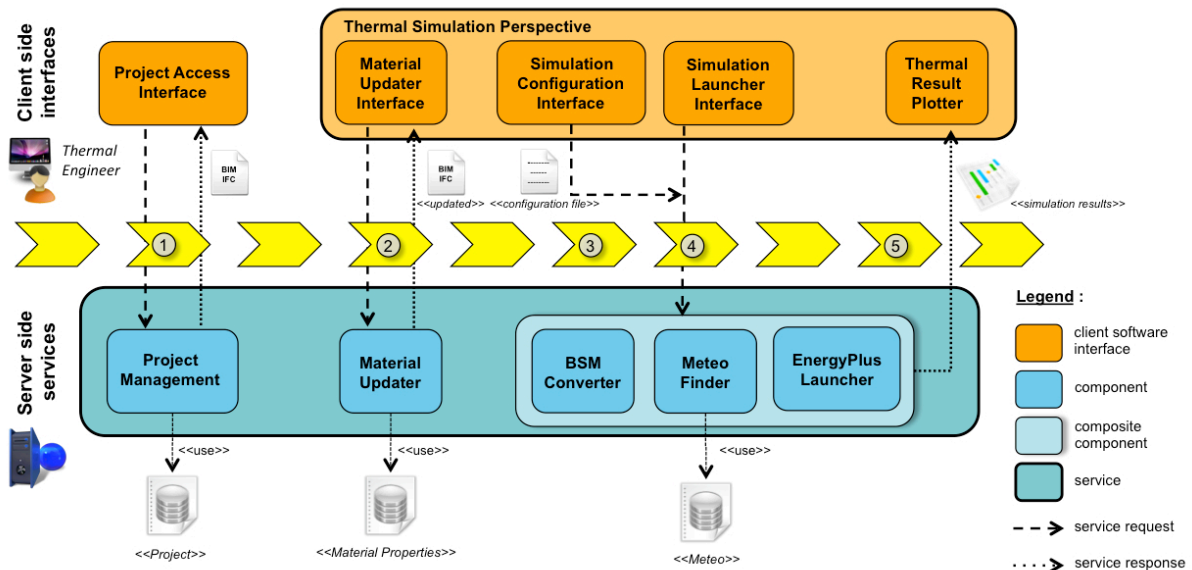 Client side
interfaces
Thermal
Engineer
Project Access
Interface
Thermal Simulation Perspective
Material
Updater
Interface
Simulation
Configuration
Interface
Simulation
Launcher
Interface
Thermal
Result
Plotter
BIM
IFC
BIM
IFC
<<updated>>
<<configuration file>>
<<simulation results>>
1
2
3
4
5
Server side
services
Project
Management
Material
Updater
BSM
Converter
Meteo
Finder
EnergyPlus
Launcher
<<use>>
<<use>>
<<use>>
<<Project>>
<<Material Properties>>
<<Meteo>>
Legend :
client software
interface
component
composite
component
service
service request
service response